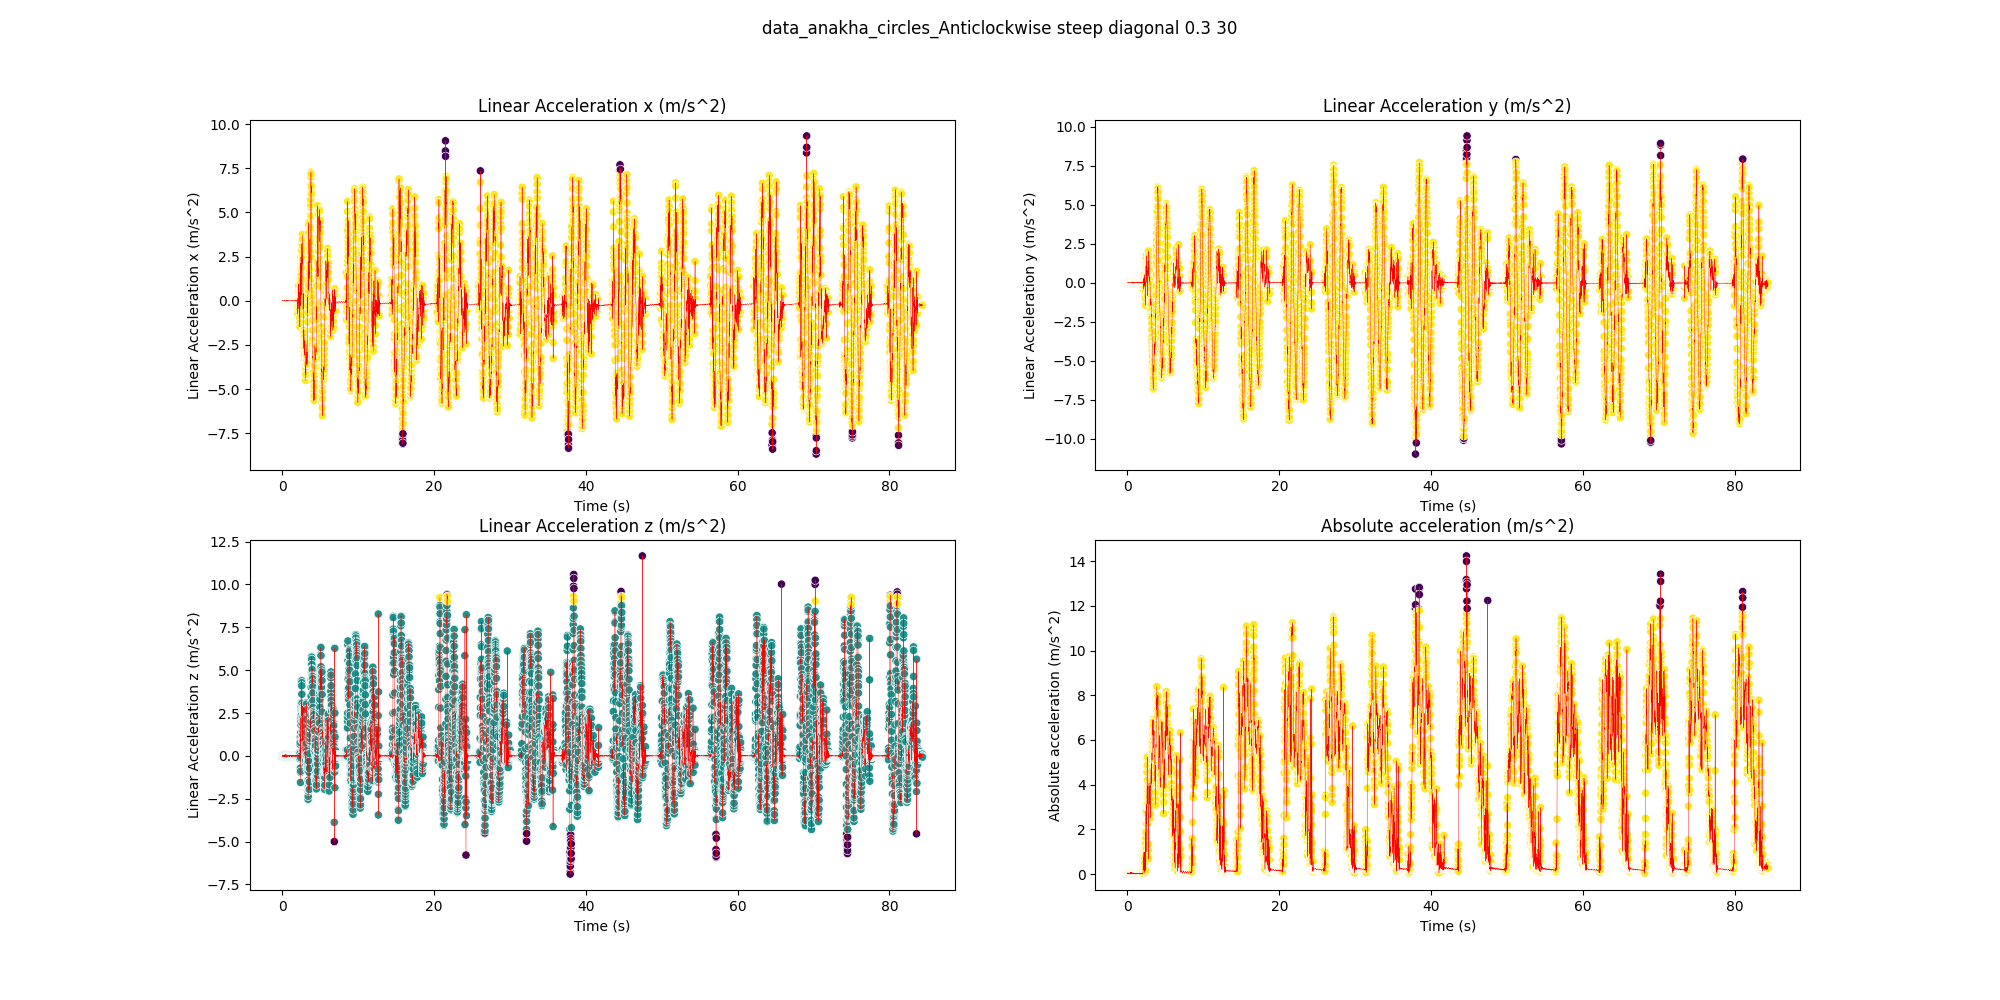 data_anakha_circles_Anticlockwise steep diagonal 0.3 30
Linear Acceleration x (m/s^2)
Linear Acceleration x (m/s^2)
10.0
7.5
5.0
2.5
0.0
−2.5
−5.0
−7.5
0 20 40 60 80
Time (s)
Linear Acceleration y (m/s^2)
Linear Acceleration y (m/s^2)
10.0
7.5
5.0
2.5
0.0
−2.5
−5.0
−7.5
−10.0
0 20 40 60 80
Time (s)
Linear Acceleration z (m/s^2)
Linear Acceleration z (m/s^2)
12.5
10.0
7.5
5.0
2.5
0.0
−2.5
−5.0
−7.5
0 20 40 60 80
Time (s)
Absolute acceleration (m/s^2)
Absolute acceleration (m/s^2)
14
12
10
8
6
4
2
0
0 20 40 60 80
Time (s)